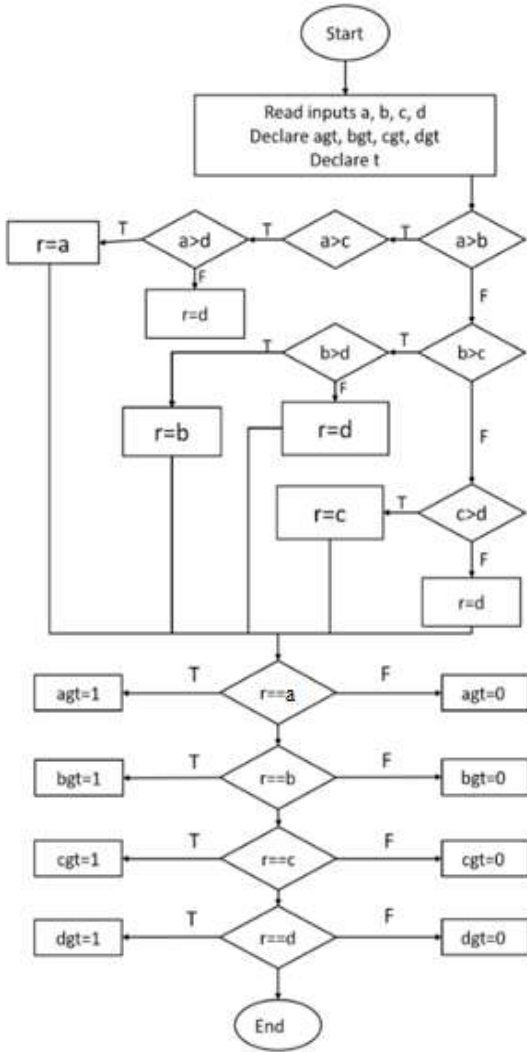 Start
Read inputs a, b, c, d
Declare agt, bgt, cgt, dgt
Declare t
a>b
T
a>c
T
a>d
T
r=a
F
r=d
F
b>c
T
b>d
T
r=b
F
r=d
F
c>d
T
r=c
F
r=d
r==a
T
agt=1
F
agt=0
r==b
T
bgt=1
F
bgt=0
r==c
T
cgt=1
F
cgt=0
r==d
T
dgt=1
F
dgt=0
End